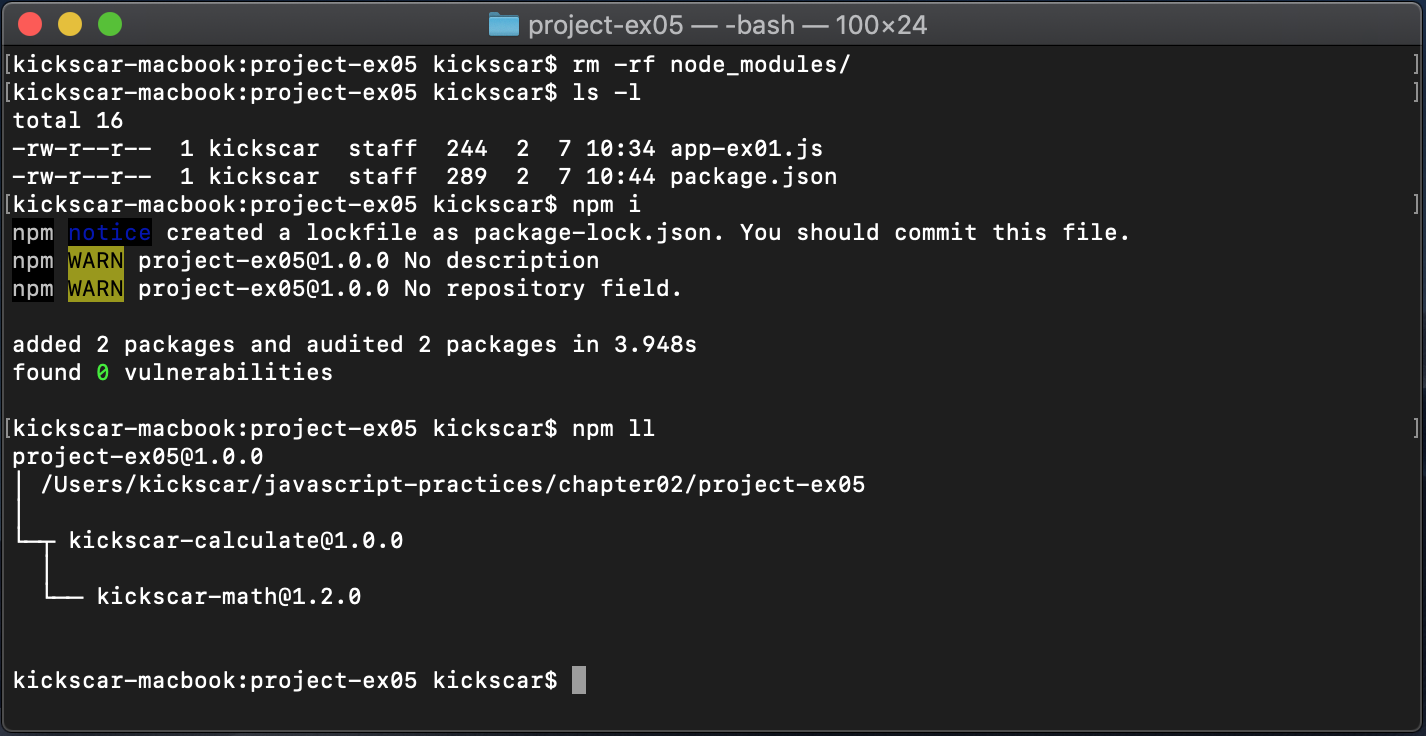 project-ex05 — -bash — 100×24
[kickscar-macbook:project-ex05 kickscar$ rm -rf node_modules/ ]
[kickscar-macbook:project-ex05 kickscar$ ls -l ]
total 16
-rw-r--r--  1 kickscar  staff  244  2  7 10:34 app-ex01.js
-rw-r--r--  1 kickscar  staff  289  2  7 10:44 package.json
[kickscar-macbook:project-ex05 kickscar$ npm i ]
npm notice created a lockfile as package-lock.json. You should commit this file.
npm WARN project-ex05@1.0.0 No description
npm WARN project-ex05@1.0.0 No repository field.
added 2 packages and audited 2 packages in 3.948s
found 0 vulnerabilities
[kickscar-macbook:project-ex05 kickscar$ npm ll ]
project-ex05@1.0.0
│ /Users/kickscar/javascript-practices/chapter02/project-ex05
│
└─┬ kickscar-calculate@1.0.0
  │
  └── kickscar-math@1.2.0
kickscar-macbook:project-ex05 kickscar$